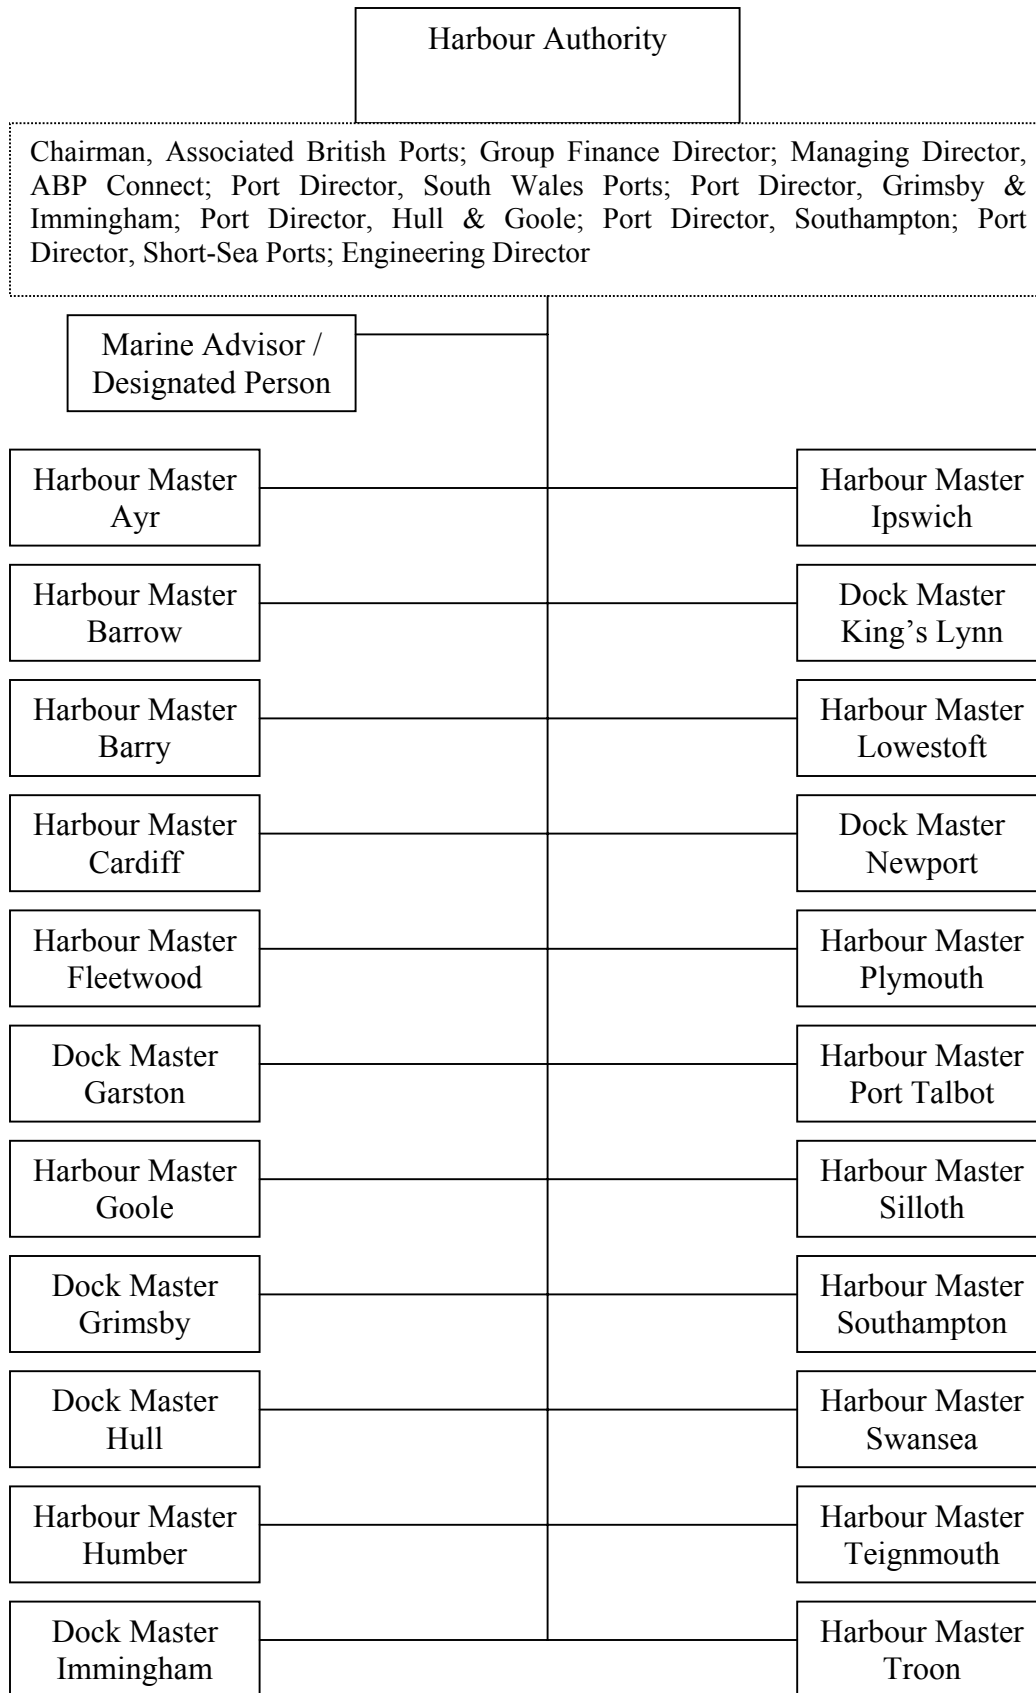 Harbour Authority
Chairman, Associated British Ports; Group Finance Director; Managing Director,
ABP Connect; Port Director, South Wales Ports; Port Director, Grimsby &
Immingham; Port Director, Hull & Goole; Port Director, Southampton; Port
Director, Short-Sea Ports; Engineering Director
Marine Advisor /
Designated Person
Harbour Master
Ayr
Harbour Master
Ipswich
Harbour Master
Barrow
Dock Master
King’s Lynn
Harbour Master
Barry
Harbour Master
Lowestoft
Harbour Master
Cardiff
Dock Master
Newport
Harbour Master
Fleetwood
Harbour Master
Plymouth
Dock Master
Garston
Harbour Master
Port Talbot
Harbour Master
Goole
Harbour Master
Silloth
Dock Master
Grimsby
Harbour Master
Southampton
Dock Master
Hull
Harbour Master
Swansea
Harbour Master
Humber
Harbour Master
Teignmouth
Dock Master
Immingham
Harbour Master
Troon